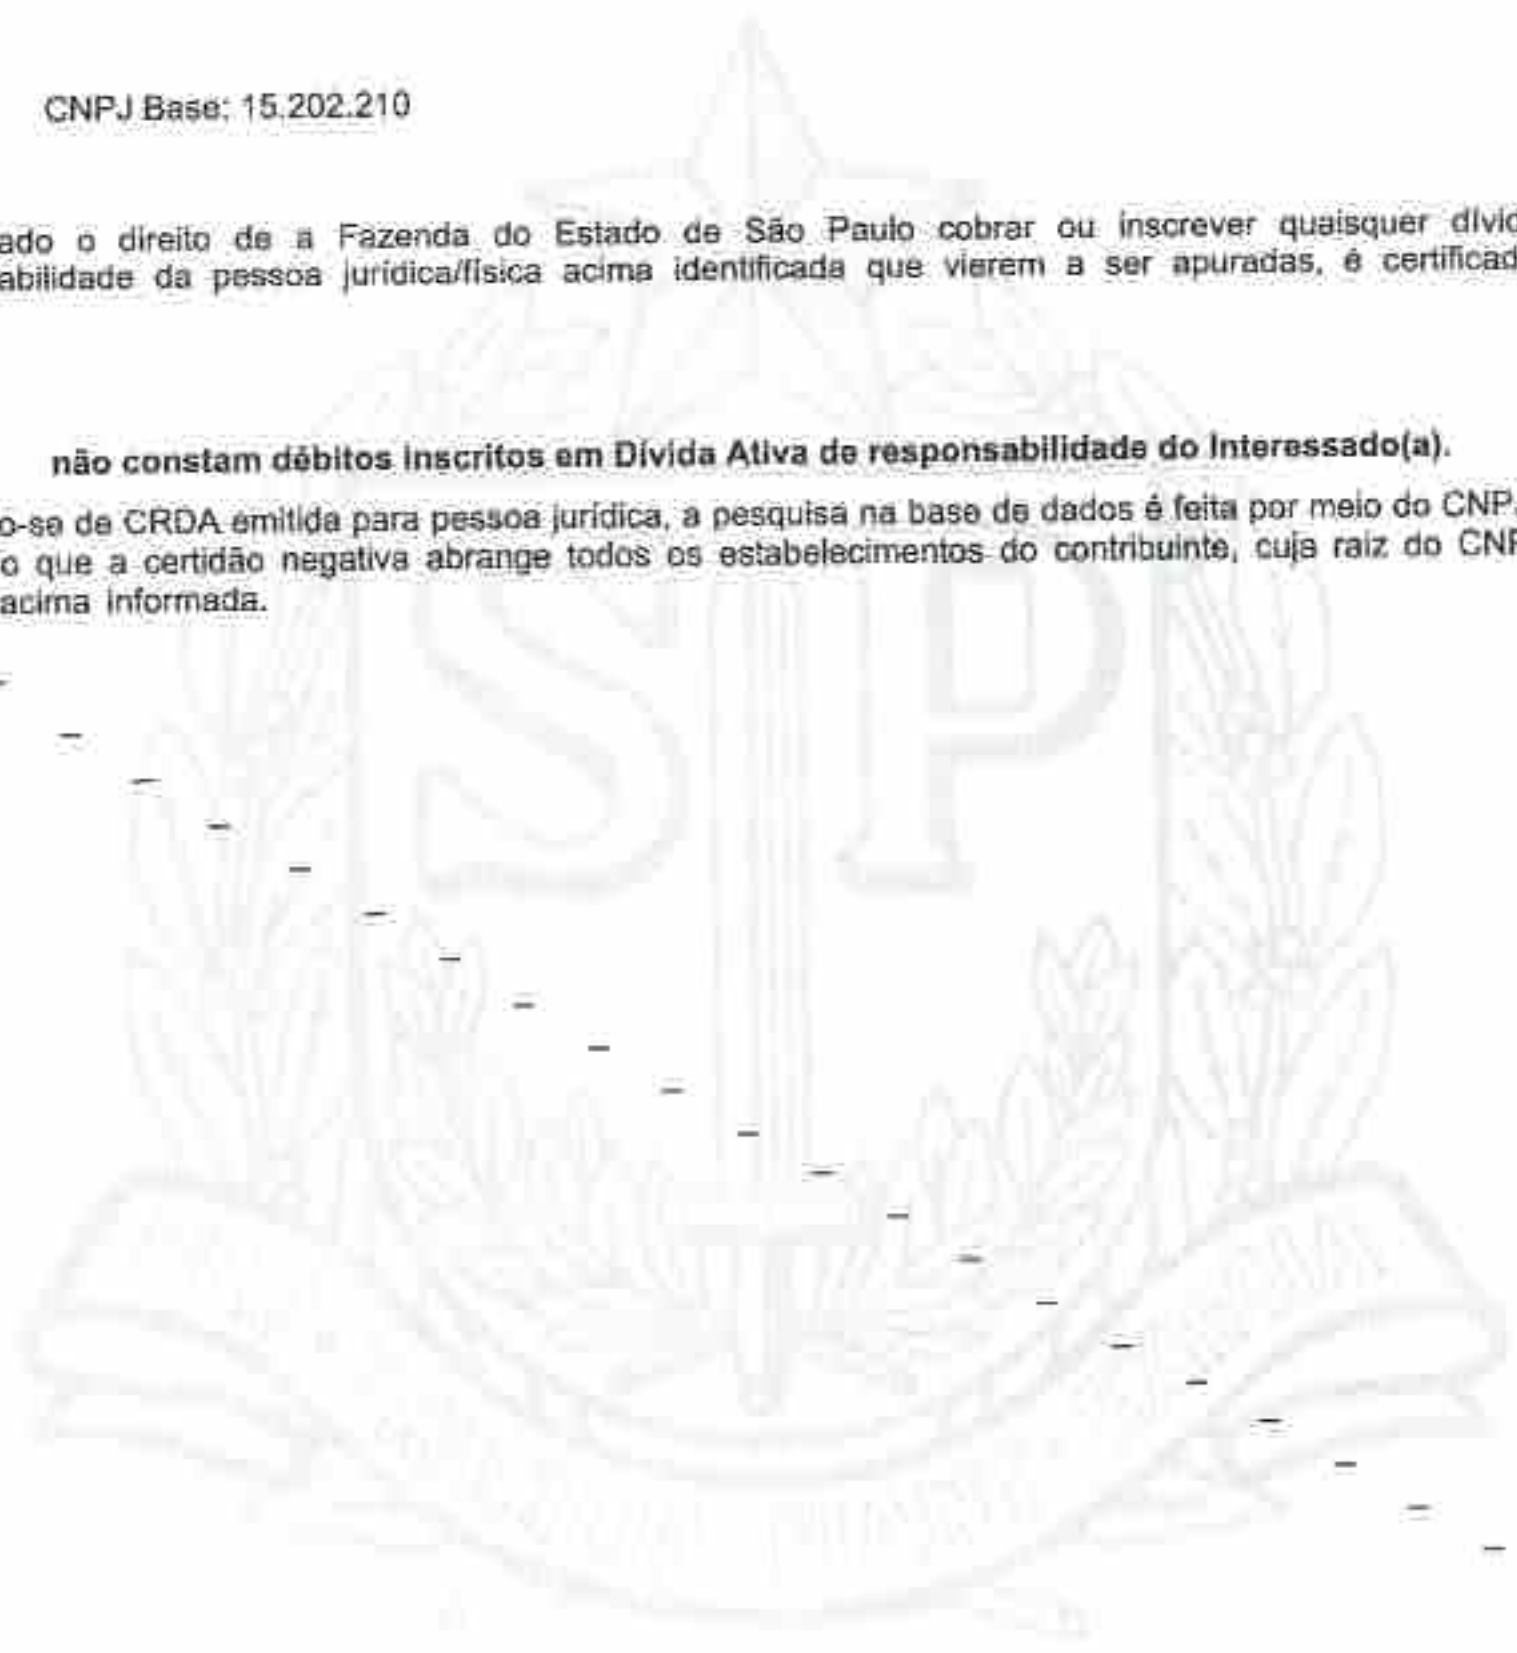 CNPJ Base: 15.202.210
ado o direito de a Fazenda do Estado de São Paulo cobrar ou inscrever quaisquer dívid
abilidade da pessoa jurídica/física acima identificada que vierem a ser apuradas, é certificad
não constam débitos inscritos em Dívida Ativa de responsabilidade do Interessado(a).
o-se de CRDA emitida para pessoa jurídica, a pesquisa na base de dados é feita por meio do CNPJ
o que a certidão negativa abrange todos os estabelecimentos do contribuinte, cuja raiz do CNP
acima informada.
SP